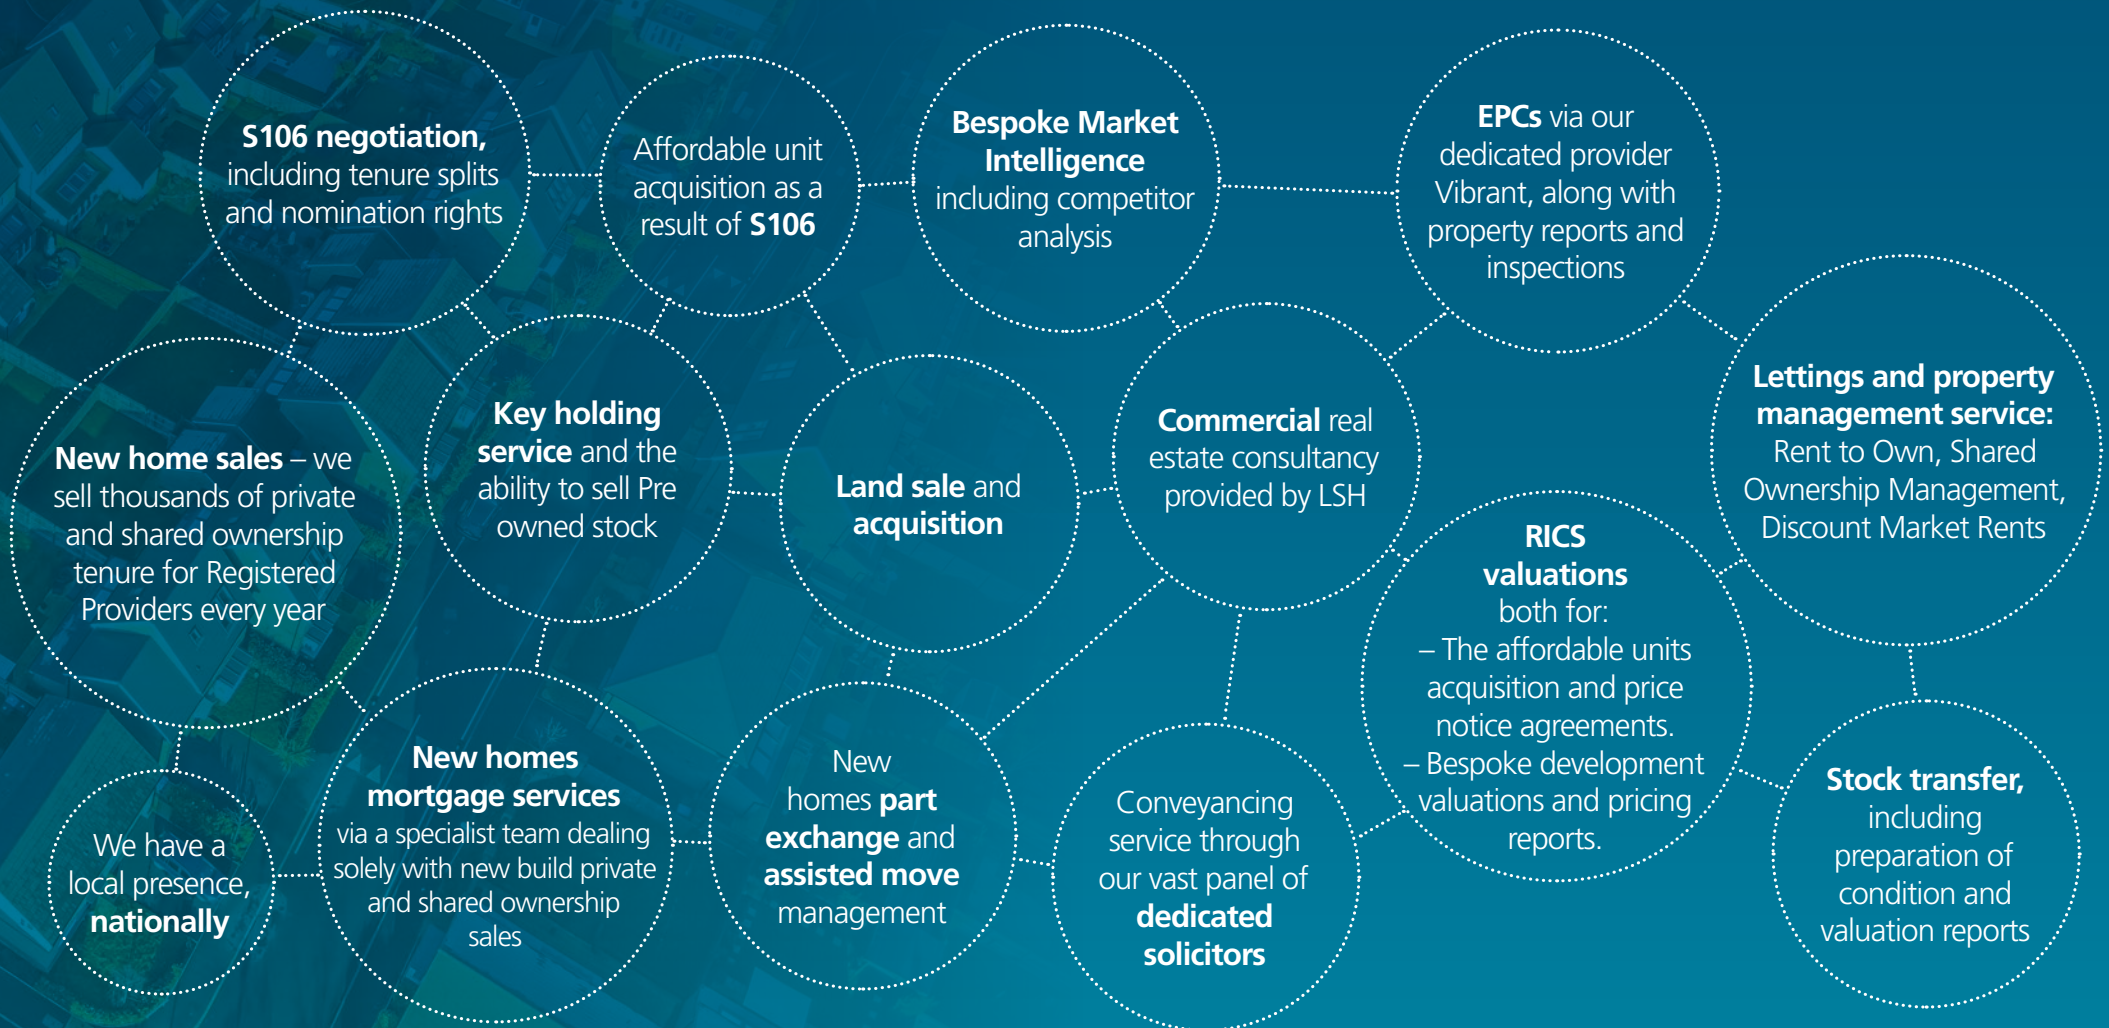 S106 negotiation,
including tenure splits
and nomination rights
Affordable unit
acquisition as a
result of S106
Bespoke Market
Intelligence
including competitor
analysis
EPCs via our
dedicated provider
Vibrant, along with
property reports and
inspections
New home sales – we
sell thousands of private
and shared ownership
tenure for Registered
Providers every year
Key holding
service and the
ability to sell Pre
owned stock
Land sale and
acquisition
Commercial real
estate consultancy
provided by LSH
Lettings and property
management service:
Rent to Own, Shared
Ownership Management,
Discount Market Rents
RICS
valuations
both for:
– The affordable units
acquisition and price
notice agreements.
– Bespoke development
valuations and pricing
reports.
We have a
local presence,
nationally
New homes
mortgage services
via a specialist team dealing
solely with new build private
and shared ownership
sales
New
homes part
exchange and
assisted move
management
Conveyancing
service through
our vast panel of
dedicated
solicitors
Stock transfer,
including
preparation of
condition and
valuation reports